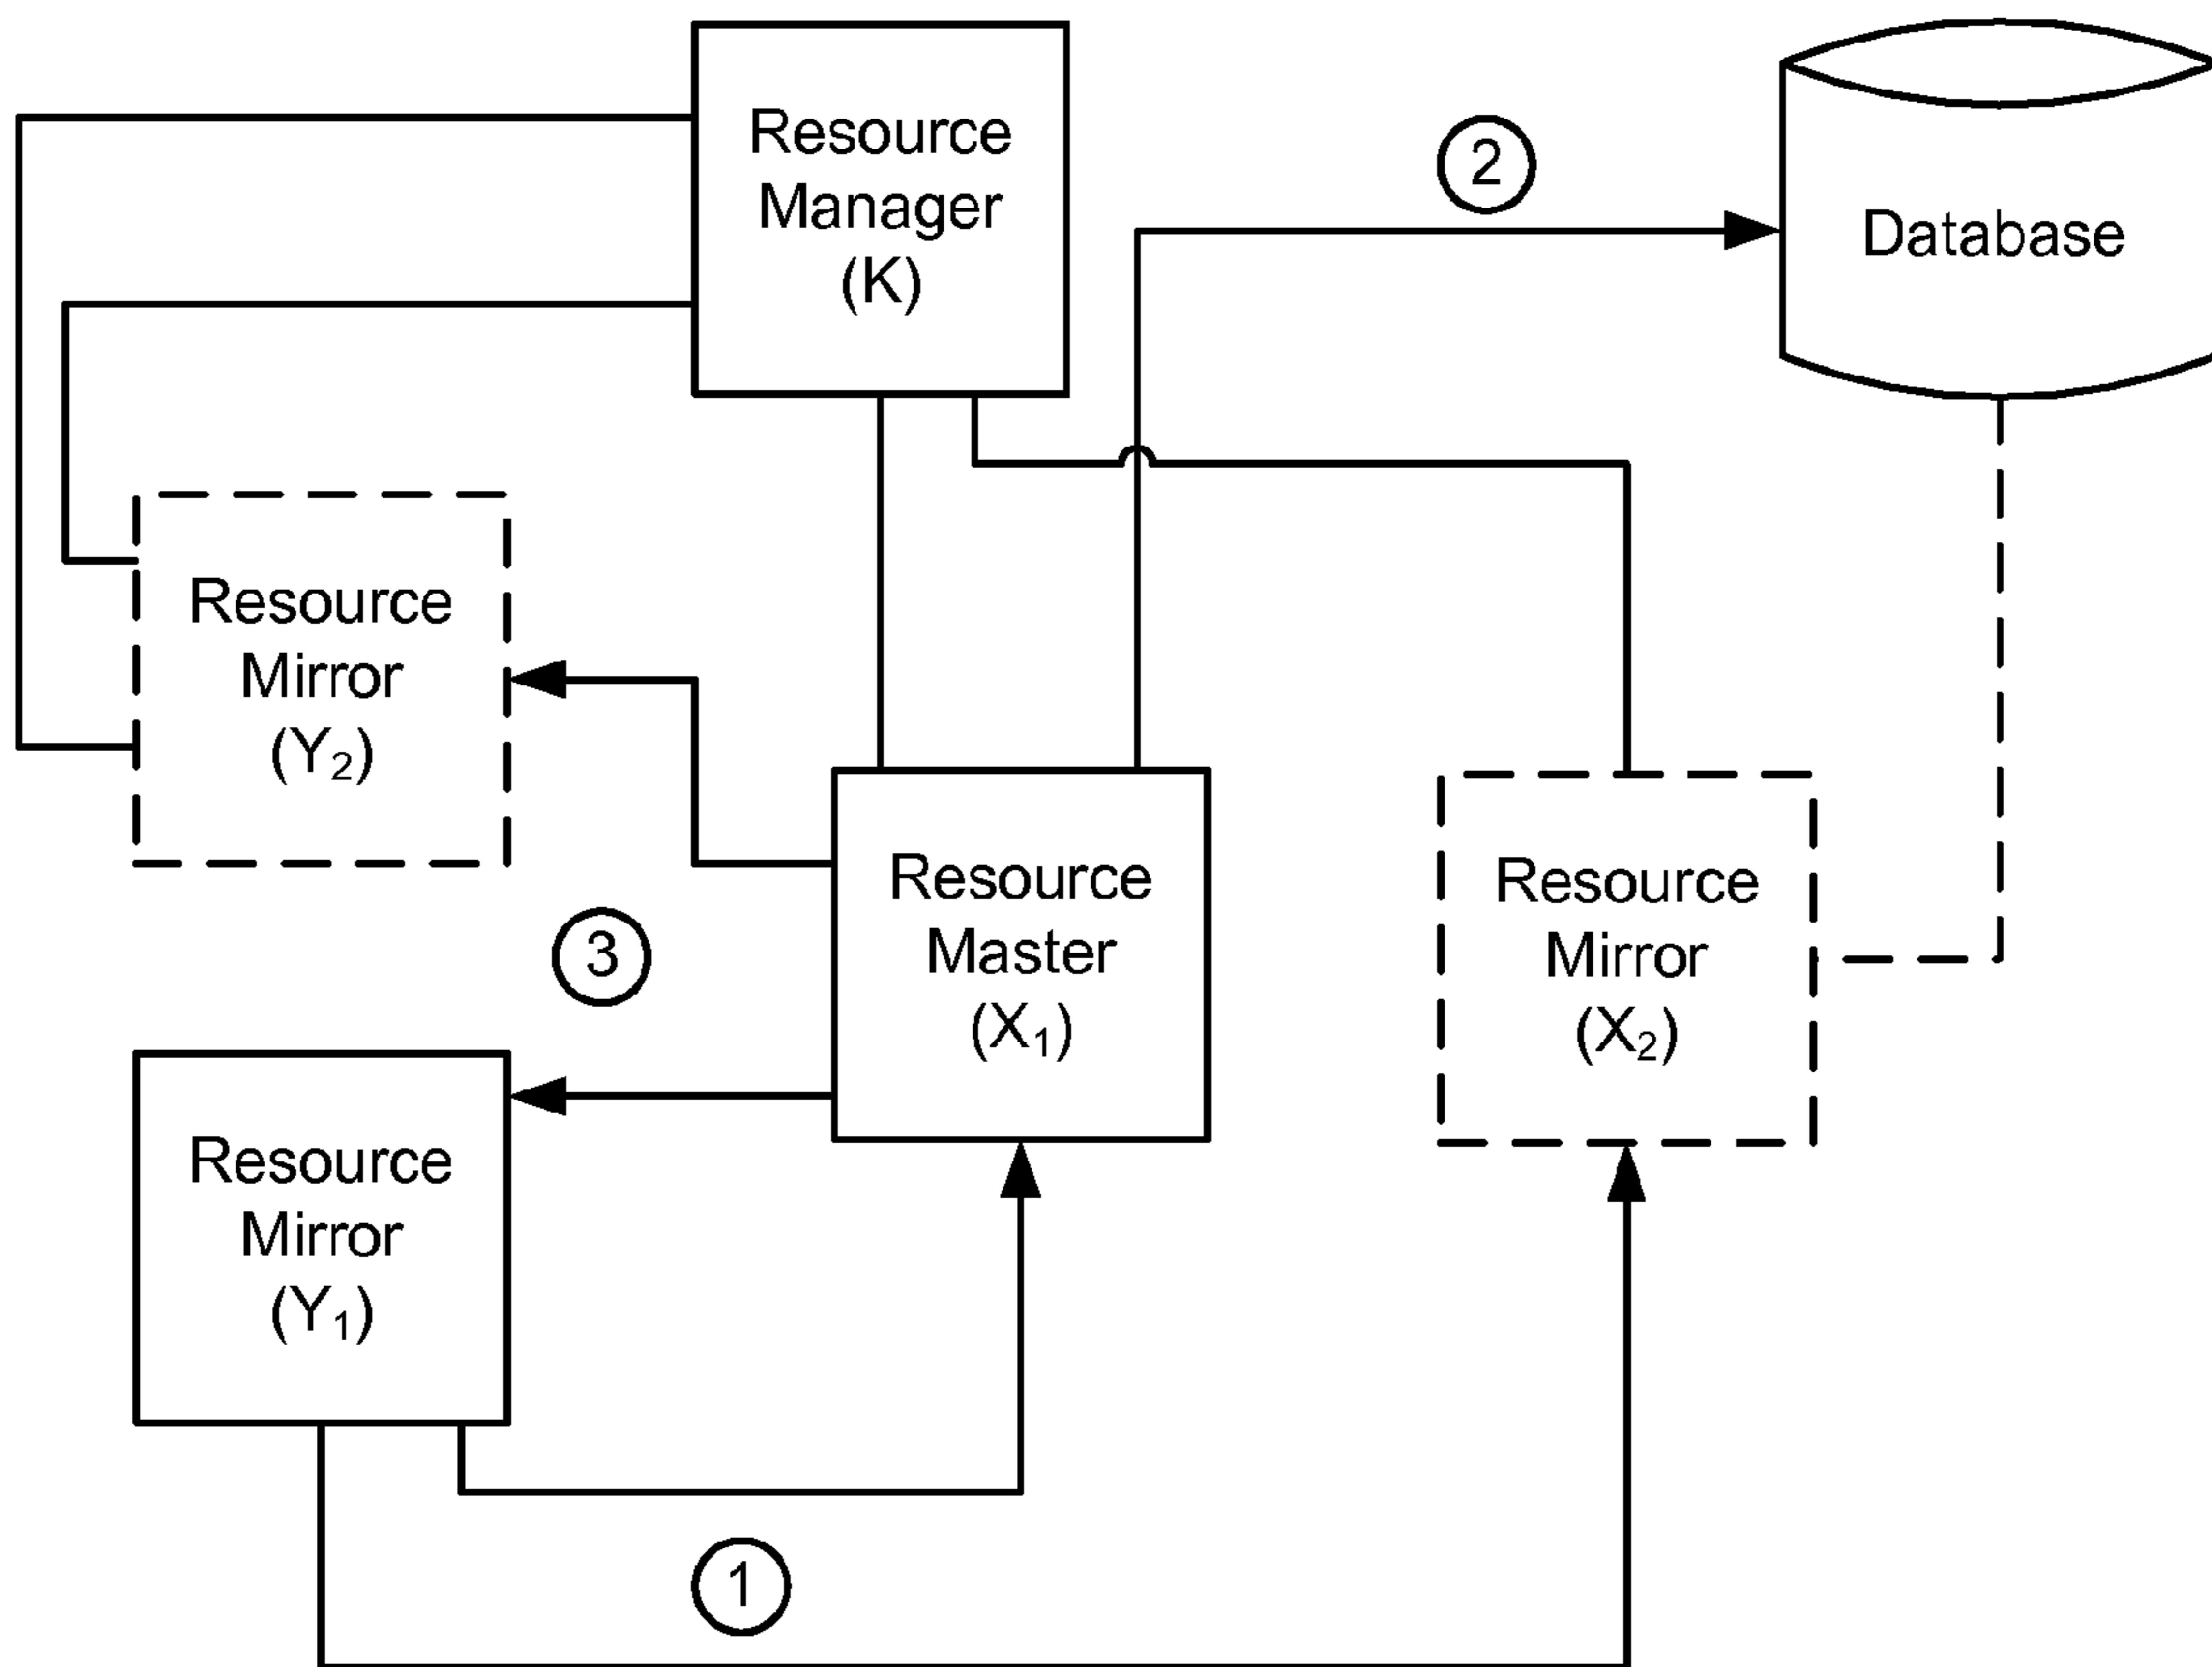 Resource
Manager
(K)
2
Database
Resource
Mirror
(Y₂)
Resource
Master
(X₁)
Resource
Mirror
(X₂)
3
Resource
Mirror
(Y₁)
1